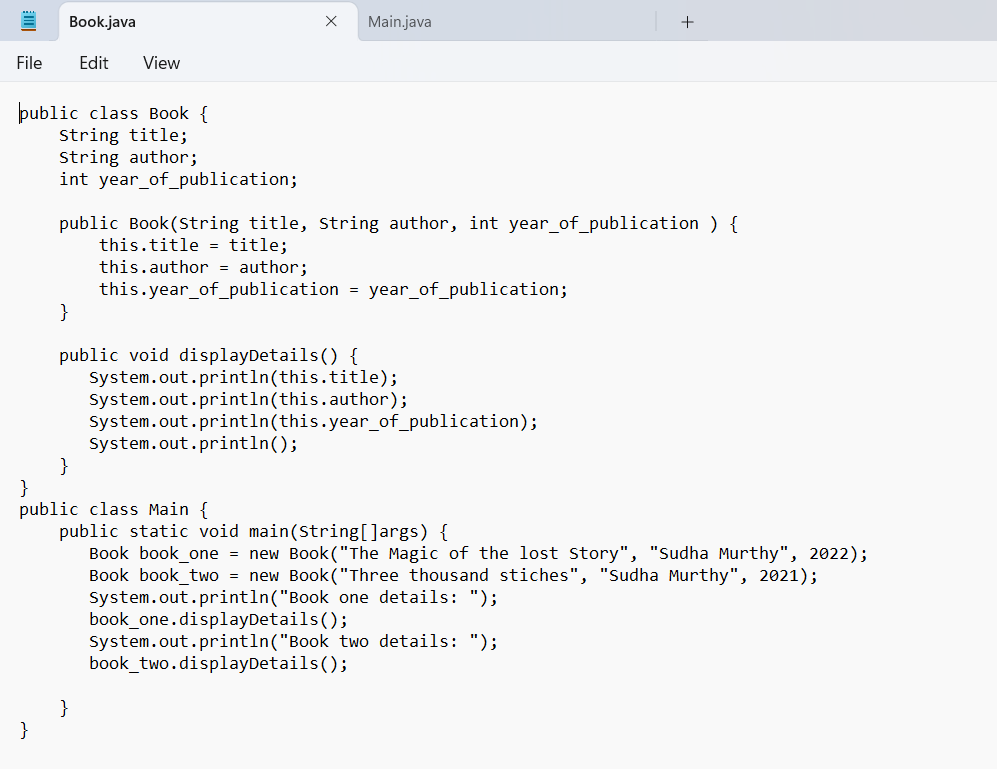 Book.java Main.java
File Edit View
public class Book {
    String title;
    String author;
    int year_of_publication;

    public Book(String title, String author, int year_of_publication ) {
        this.title = title;
        this.author = author;
        this.year_of_publication = year_of_publication;
    }

    public void displayDetails() {
       System.out.println(this.title);
       System.out.println(this.author);
       System.out.println(this.year_of_publication);
       System.out.println();
    }
}
public class Main {
    public static void main(String[]args) {
       Book book_one = new Book("The Magic of the lost Story", "Sudha Murthy", 2022);
       Book book_two = new Book("Three thousand stiches", "Sudha Murthy", 2021);
       System.out.println("Book one details: ");
       book_one.displayDetails();
       System.out.println("Book two details: ");
       book_two.displayDetails();

    }
}